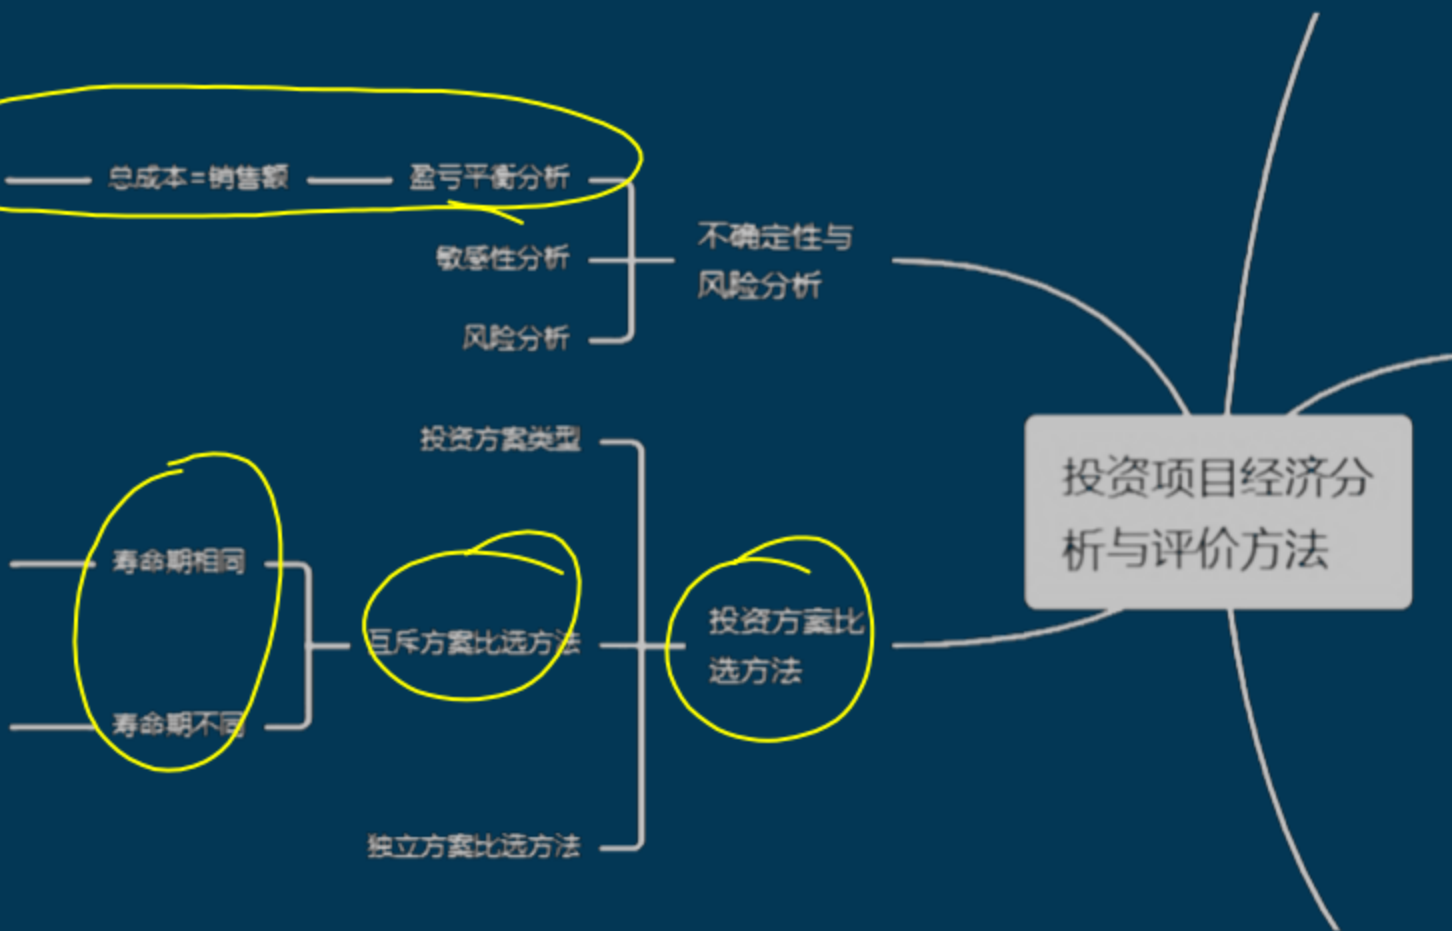 总成本=销售额
盈亏平衡分析
敏感性分析
风险分析
不确定性与
风险分析
投资方案类型
寿命期相同
互斥方案比选方法
寿命期不同
独立方案比选方法
投资方案比
选方法
投资项目经济分
析与评价方法